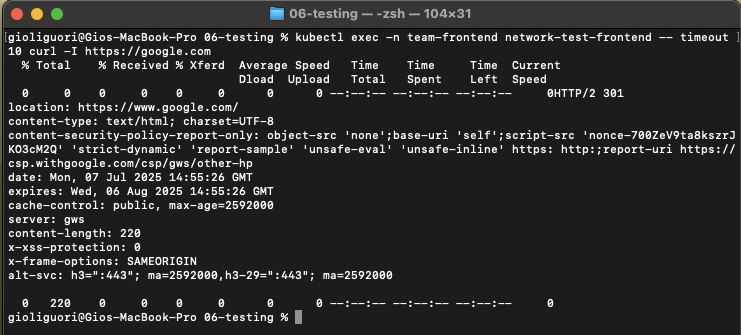 06-testing — -zsh — 104×31
[gioliguori@Gios-MacBook-Pro 06-testing % kubectl exec -n team-frontend network-test-frontend -- timeout ]
10 curl -I https://google.com
  % Total    % Received % Xferd  Average Speed   Time    Time     Time  Current
                                 Dload  Upload   Total   Spent    Left  Speed
  0     0    0     0    0     0      0      0 --:--:-- --:--:-- --:--:--     0HTTP/2 301
location: https://www.google.com/
content-type: text/html; charset=UTF-8
content-security-policy-report-only: object-src 'none';base-uri 'self';script-src 'nonce-700ZeV9ta8kszrJ
KO3cM2Q' 'strict-dynamic' 'report-sample' 'unsafe-eval' 'unsafe-inline' https: http:;report-uri https://
csp.withgoogle.com/csp/gws/other-hp
date: Mon, 07 Jul 2025 14:55:26 GMT
expires: Wed, 06 Aug 2025 14:55:26 GMT
cache-control: public, max-age=2592000
server: gws
content-length: 220
x-xss-protection: 0
x-frame-options: SAMEORIGIN
alt-svc: h3=":443"; ma=2592000,h3-29=":443"; ma=2592000
  0   220    0     0    0     0      0      0 --:--:-- --:--:-- --:--:--     0
gioliguori@Gios-MacBook-Pro 06-testing %